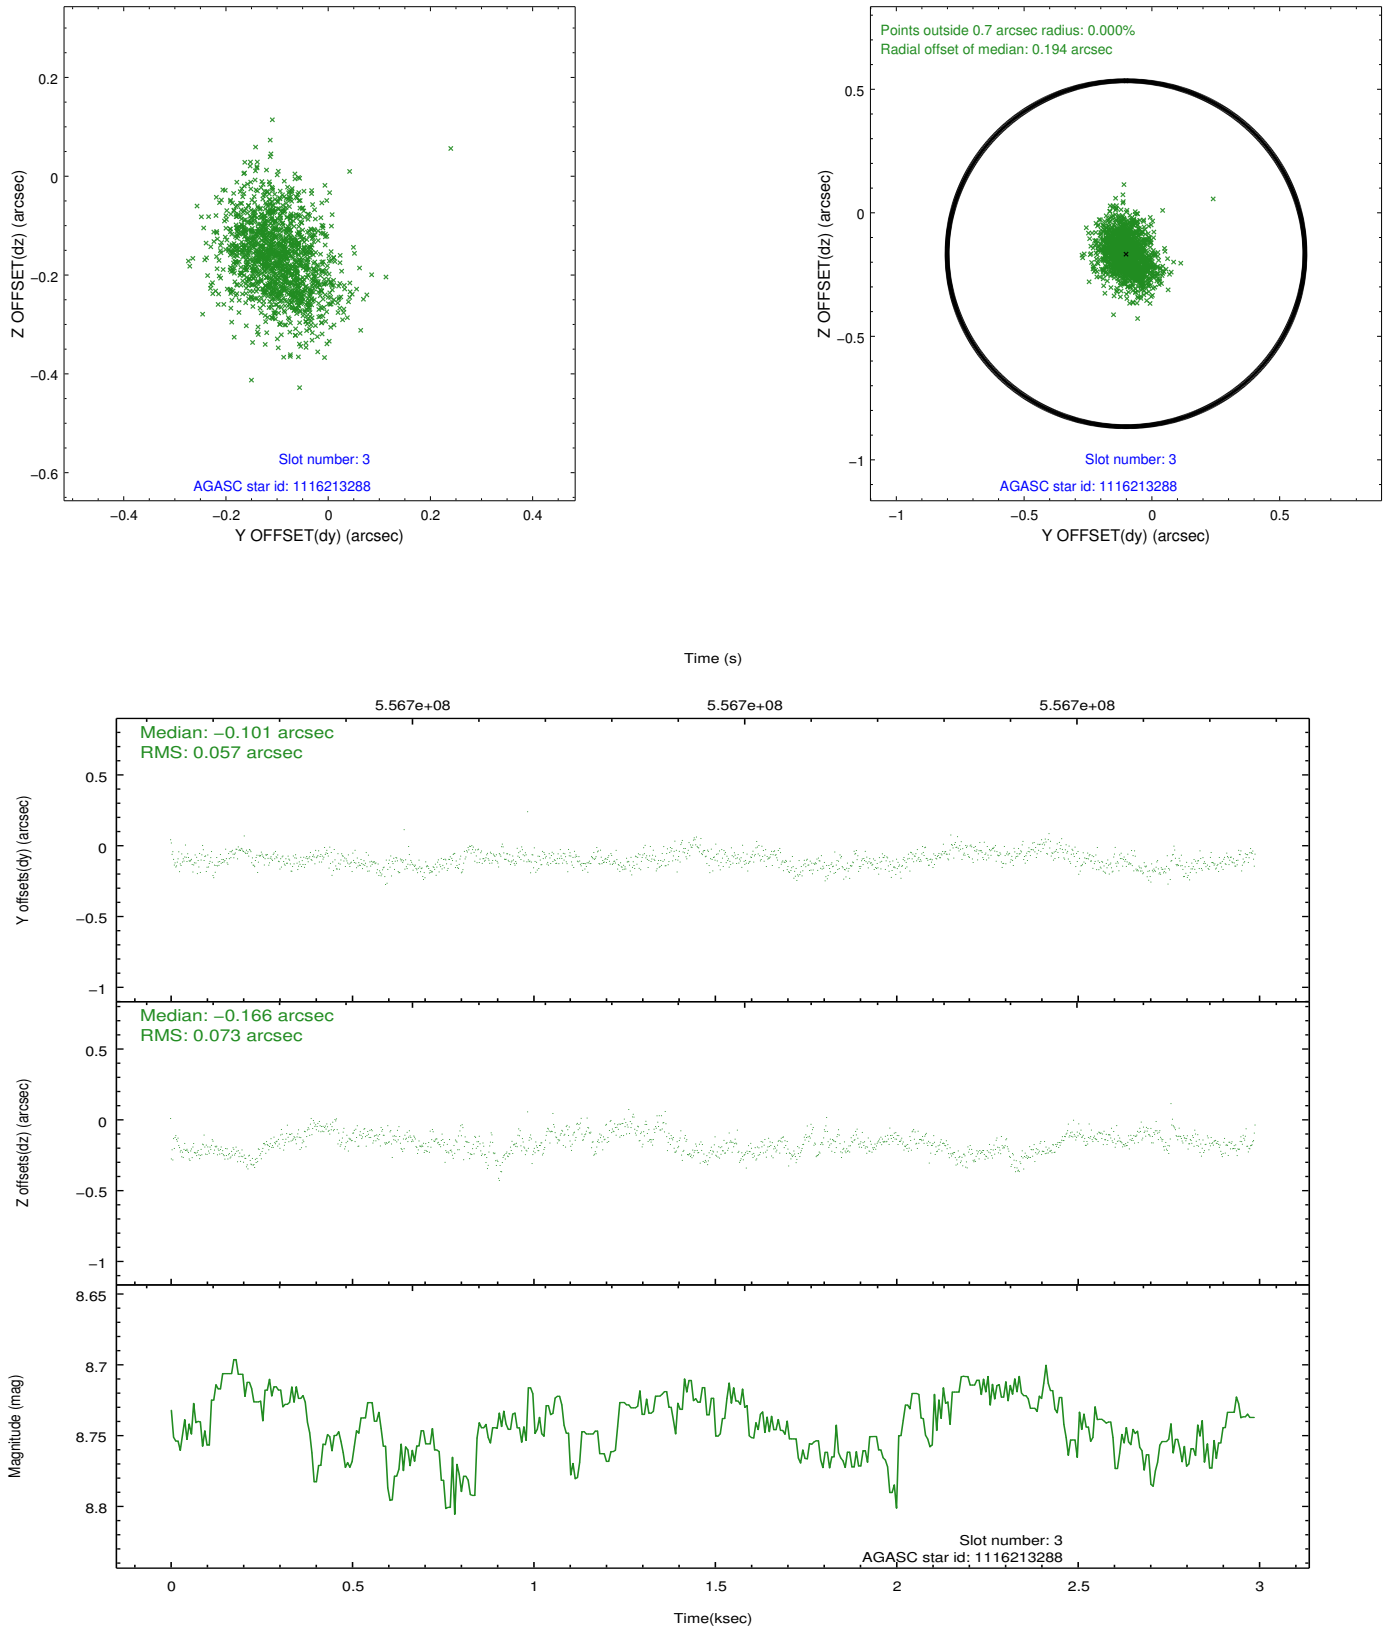 0.2
0
−0.2
−0.4
−0.6
Z OFFSET(dz) (arcsec)
Slot number: 3
AGASC star id: 1116213288
−0.4
−0.2
0
0.2
0.4
Y OFFSET(dy) (arcsec)
Points outside 0.7 arcsec radius: 0.000%
Radial offset of median: 0.194 arcsec
0.5
0
−0.5
−1
Z OFFSET(dz) (arcsec)
Slot number: 3
AGASC star id: 1116213288
−1
−0.5
0
0.5
Y OFFSET(dy) (arcsec)
Time (s)
5.567e+08
5.567e+08
5.567e+08
Median: −0.101 arcsec
RMS: 0.057 arcsec
0.5
0
−0.5
−1
Y offsets(dy) (arcsec)
Median: −0.166 arcsec
RMS: 0.073 arcsec
0.5
0
−0.5
−1
Z offsets(dz) (arcsec)
8.65
8.7
8.75
8.8
Magnitude (mag)
Slot number: 3
AGASC star id: 1116213288
0
0.5
1
1.5
2
2.5
3
Time(ksec)